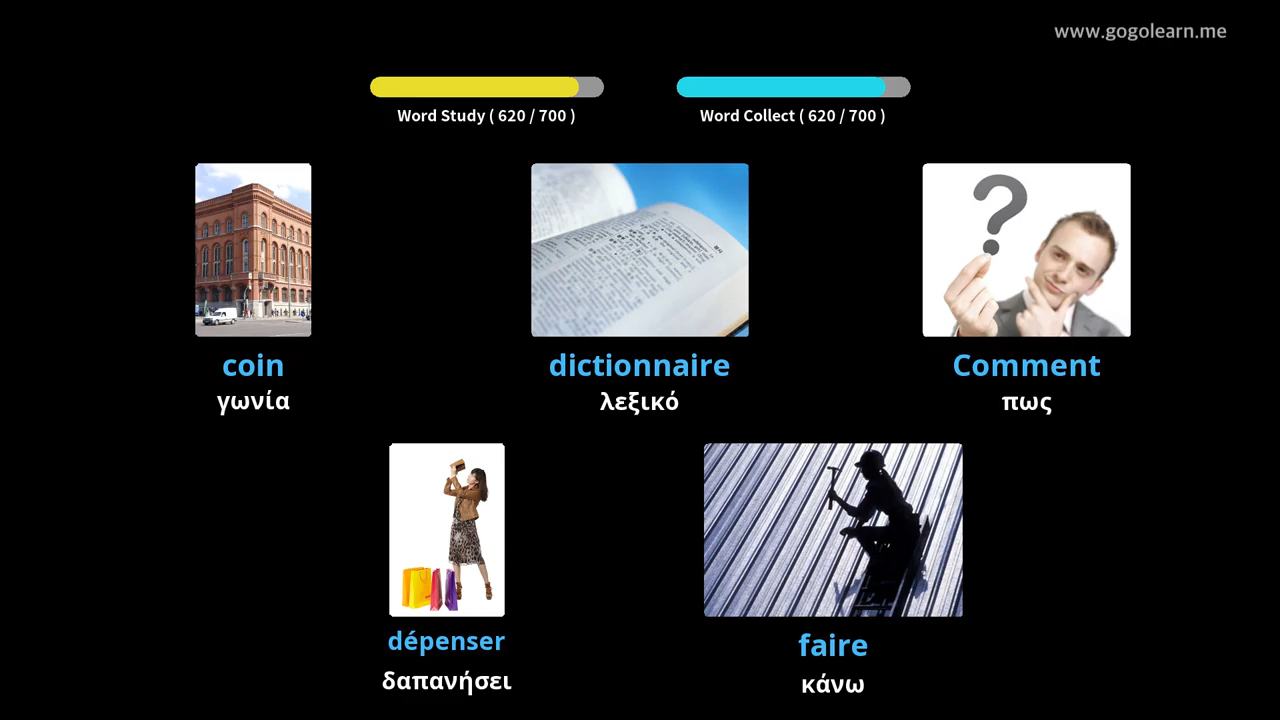 www.gogolearn.me
Word Study ( 620 / 700 )
Word Collect ( 620 / 700 )
coin
γωνία
dictionnaire
λεξικό
Comment
πως
dépenser
δαπανήσει
faire
κάνω